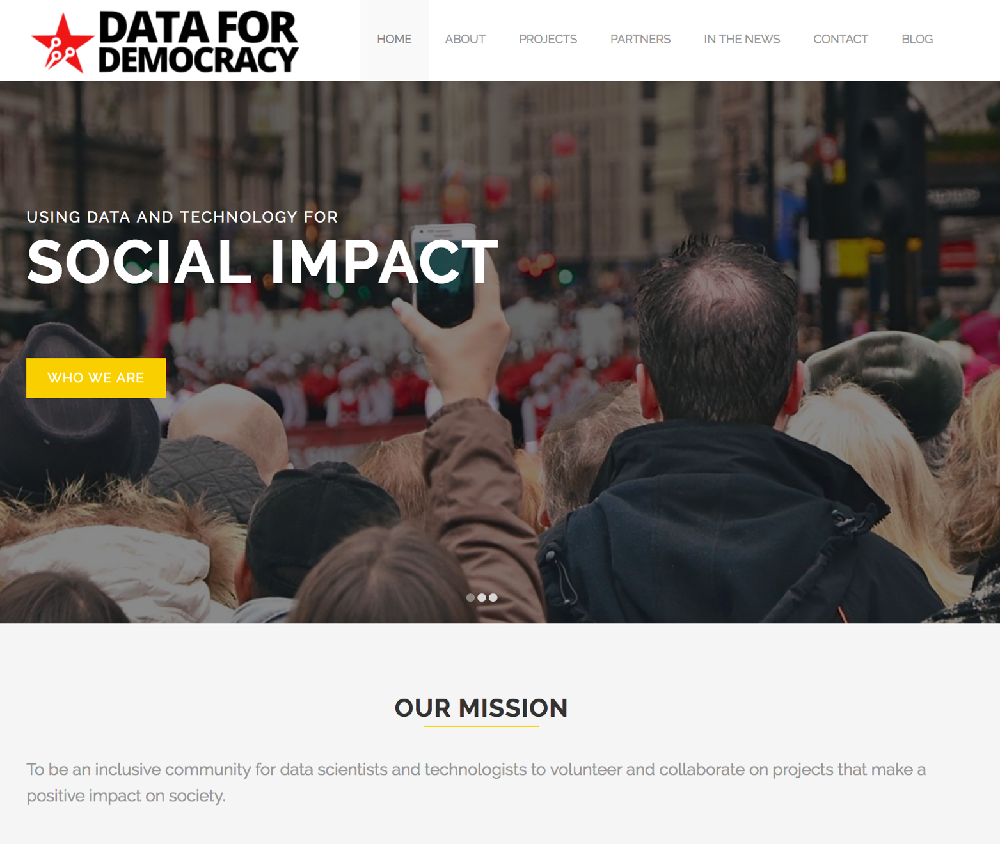 DATA FOR
DEMOCRACY
HOME ABOUT PROJECTS PARTNERS IN THE NEWS CONTACT BLOG
USING DATA AND TECHNOLOGY FOR
SOCIAL IMPACT
WHO WE ARE
OUR MISSION
To be an inclusive community for data scientists and technologists to volunteer and collaborate on projects that make a
positive impact on society.